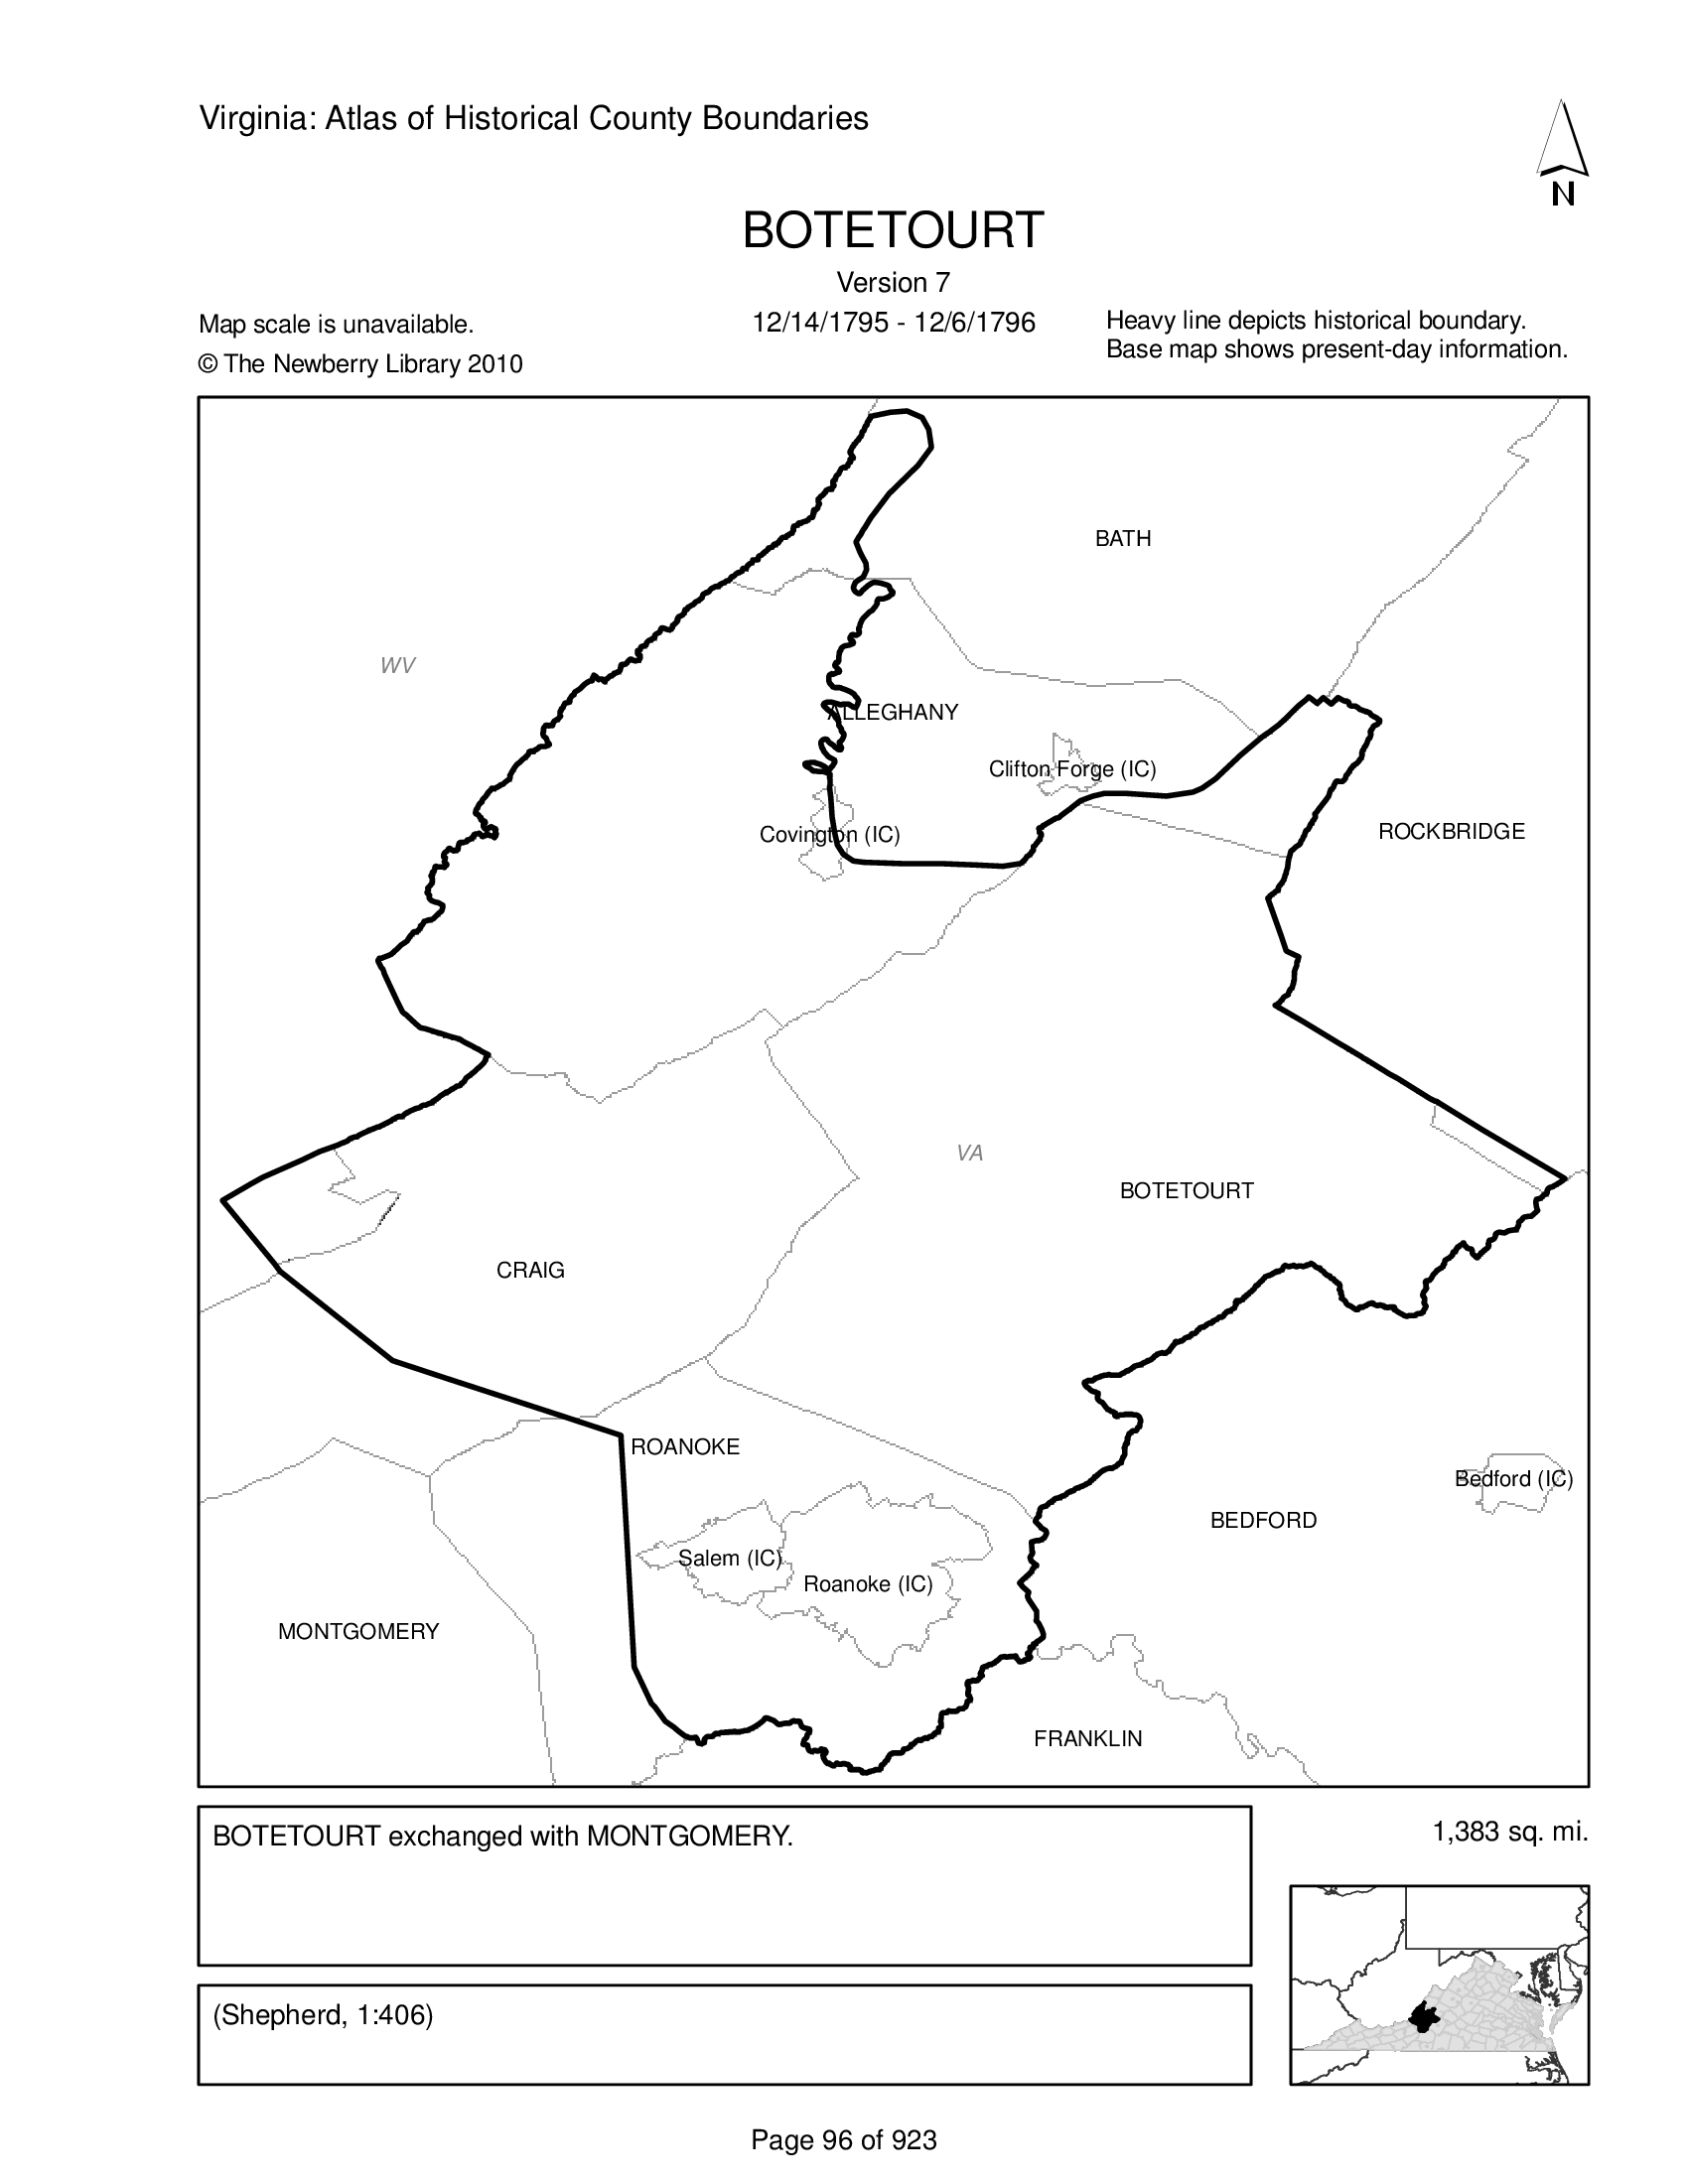 Virginia: Atlas of Historical County Boundaries
N
BOTETOURT
Version 7
12/14/1795 - 12/6/1796
Map scale is unavailable.
© The Newberry Library 2010
Heavy line depicts historical boundary.
Base map shows present-day information.
BATH
WV
ALLEGHANY
Clifton Forge (IC)
Covington (IC)
ROCKBRIDGE
VA
BOTETOURT
CRAIG
ROANOKE
Bedford (IC)
BEDFORD
Salem (IC)
Roanoke (IC)
MONTGOMERY
FRANKLIN
BOTETOURT exchanged with MONTGOMERY.
1,383 sq. mi.
(Shepherd, 1:406)
Page 96 of 923